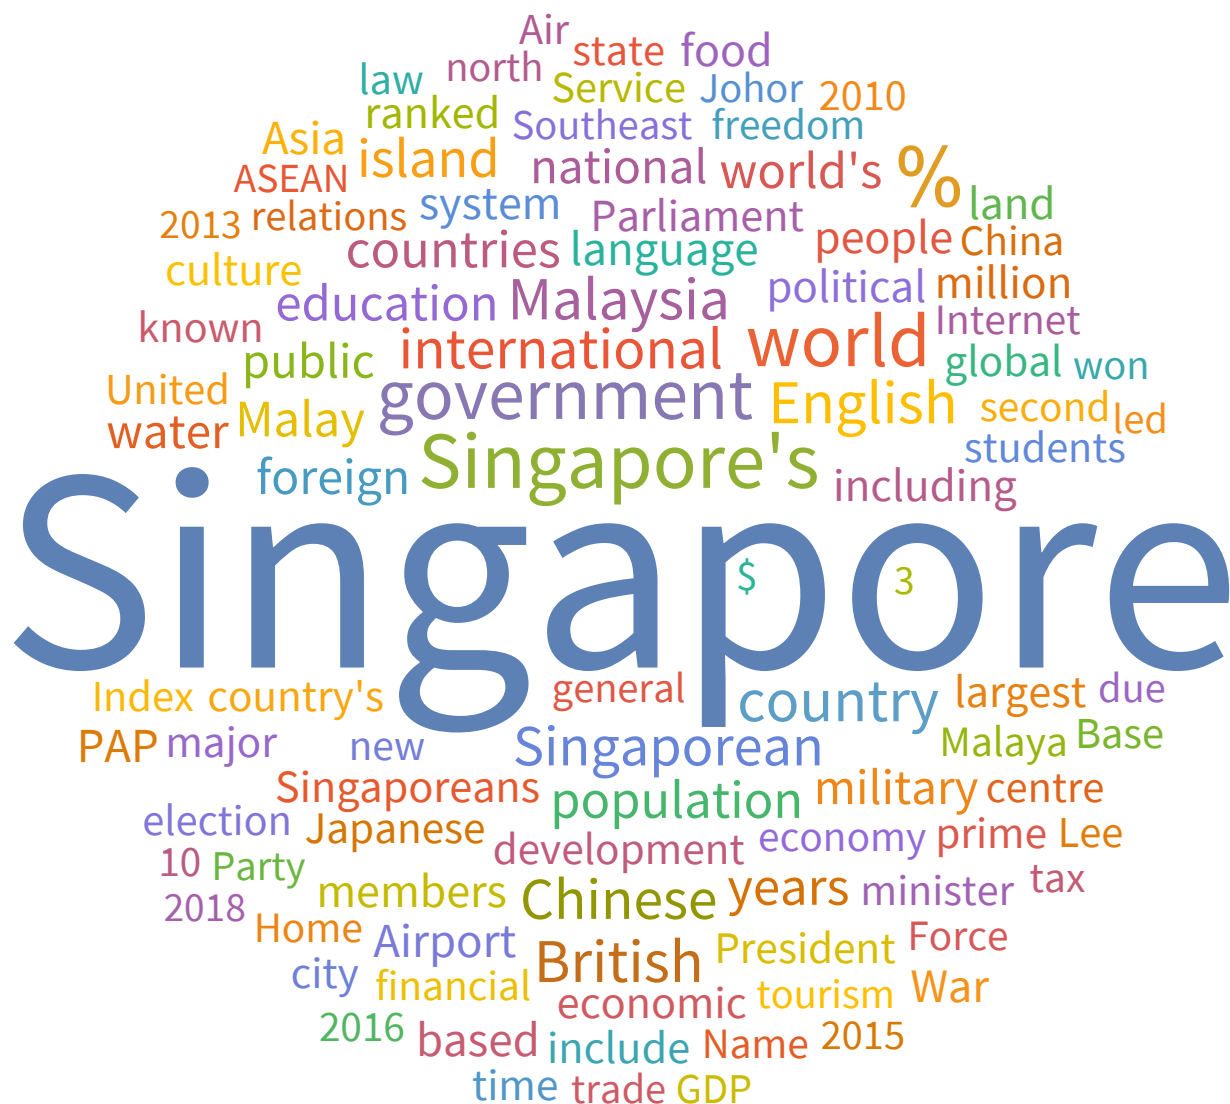 Air
state food
law north
Service Johor 2010
ranked Southeast freedom
Asia island national world's %
ASEAN system land
2013 relations Parliament people China
countries language
culture political million
education Malaysia
known international world Internet
public global won
United government English second led
water Malay students
foreign Singapore's including
Singapore
$ 3
Index country's general country largest due
PAP major new Singaporean Malaya Base
Singaporeans population military centre
election Japanese development economy prime Lee
10 Party members Chinese years minister tax
2018
Home Airport British President Force
city financial economic tourism War
2016 based include Name 2015
time trade GDP